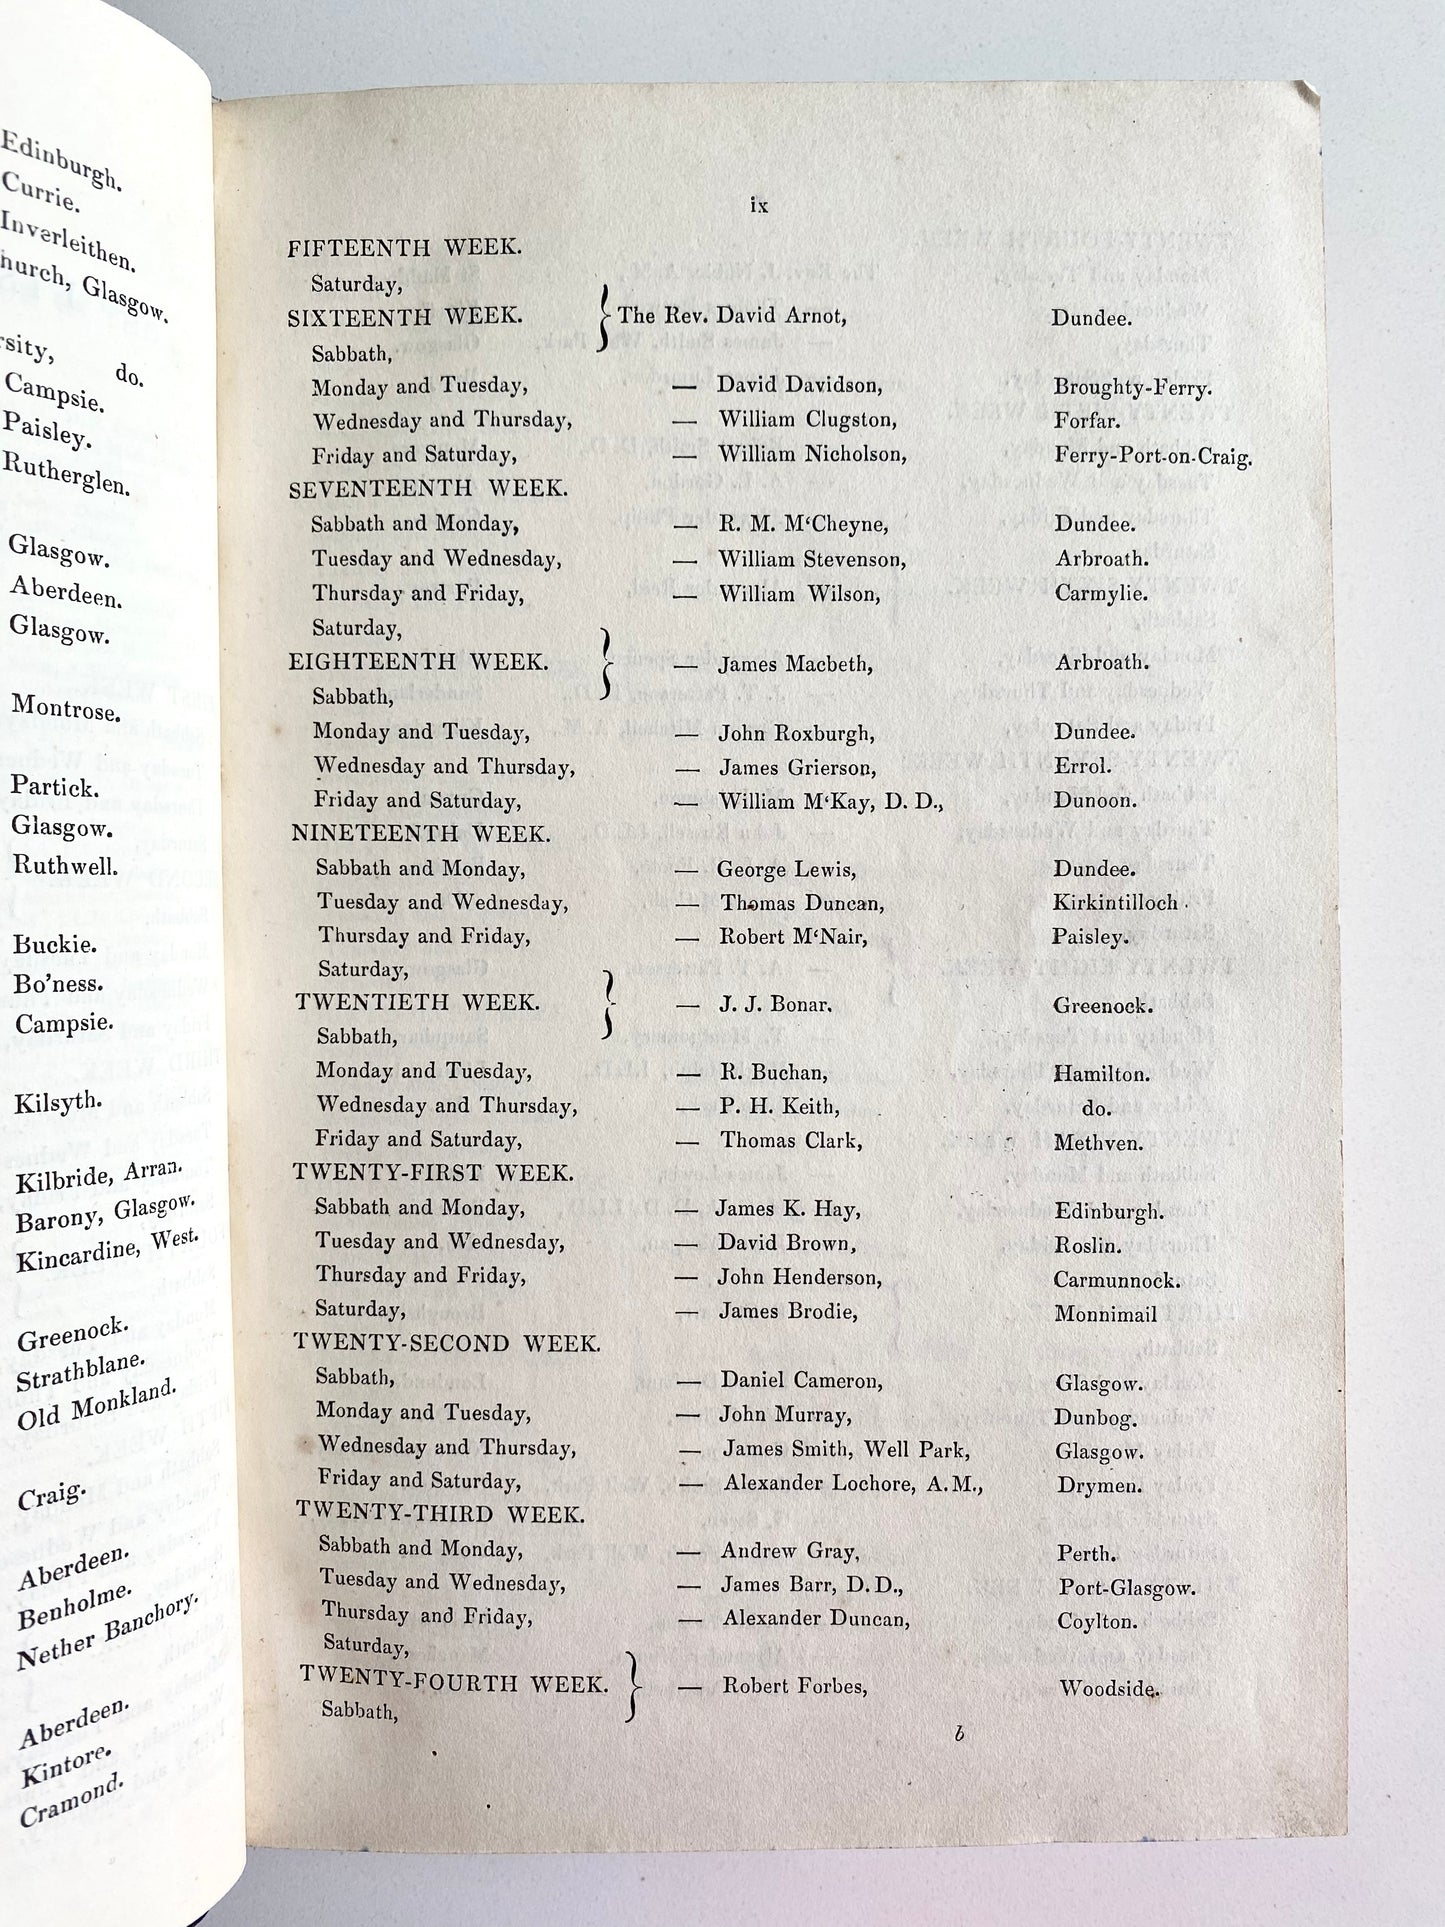 Edinburgh.
Currie.
Inverleithen.
hurch, Glasgow.
rsity, do.
Campsie.
Paisley.
Rutherglen.
Glasgow.
Aberdeen.
Glasgow.
Montrose.
Partick.
Glasgow.
Ruthwell.
Buckie.
Bo'ness.
Campsie.
Kilsyth.
Kilbride, Arran.
Barony, Glasgow.
Kincardine, West.
Greenock.
Strathblane.
Old Monkland.
Craig.
Aberdeen.
Benholme.
Nether Banchory.
Aberdeen.
Kintore.
Cramond.
ix
FIFTEENTH WEEK.
Saturday,
SIXTEENTH WEEK. } The Rev. David Arnot, Dundee.
Sabbath,
Monday and Tuesday, — David Davidson, Broughty-Ferry.
Wednesday and Thursday, — William Clugston, Forfar.
Friday and Saturday, — William Nicholson, Ferry-Port-on-Craig.
SEVENTEENTH WEEK.
Sabbath and Monday, — R. M. M‘Cheyne, Dundee.
Tuesday and Wednesday, — William Stevenson, Arbroath.
Thursday and Friday, — William Wilson, Carmylie.
Saturday,
EIGHTEENTH WEEK. } — James Macbeth, Arbroath.
Sabbath,
Monday and Tuesday, — John Roxburgh, Dundee.
Wednesday and Thursday, — James Grierson, Errol.
Friday and Saturday, — William M‘Kay, D. D., Dunoon.
NINETEENTH WEEK.
Sabbath and Monday, — George Lewis, Dundee.
Tuesday and Wednesday, — Thomas Duncan, Kirkintilloch.
Thursday and Friday, — Robert M‘Nair, Paisley.
Saturday,
TWENTIETH WEEK. } — J. J. Bonar. Greenock.
Sabbath,
Monday and Tuesday, — R. Buchan, Hamilton.
Wednesday and Thursday, — P. H. Keith, do.
Friday and Saturday, — Thomas Clark, Methven.
TWENTY-FIRST WEEK.
Sabbath and Monday, — James K. Hay, Edinburgh.
Tuesday and Wednesday, — David Brown, Roslin.
Thursday and Friday, — John Henderson, Carmunnock.
Saturday, — James Brodie, Monnimail
TWENTY-SECOND WEEK.
Sabbath, — Daniel Cameron, Glasgow.
Monday and Tuesday, — John Murray, Dunbog.
Wednesday and Thursday, — James Smith, Well Park, Glasgow.
Friday and Saturday, — Alexander Lochore, A.M., Drymen.
TWENTY-THIRD WEEK.
Sabbath and Monday, — Andrew Gray, Perth.
Tuesday and Wednesday, — James Barr, D. D., Port-Glasgow.
Thursday and Friday, — Alexander Duncan, Coylton.
Saturday,
TWENTY-FOURTH WEEK. } — Robert Forbes, Woodside.
Sabbath,
b